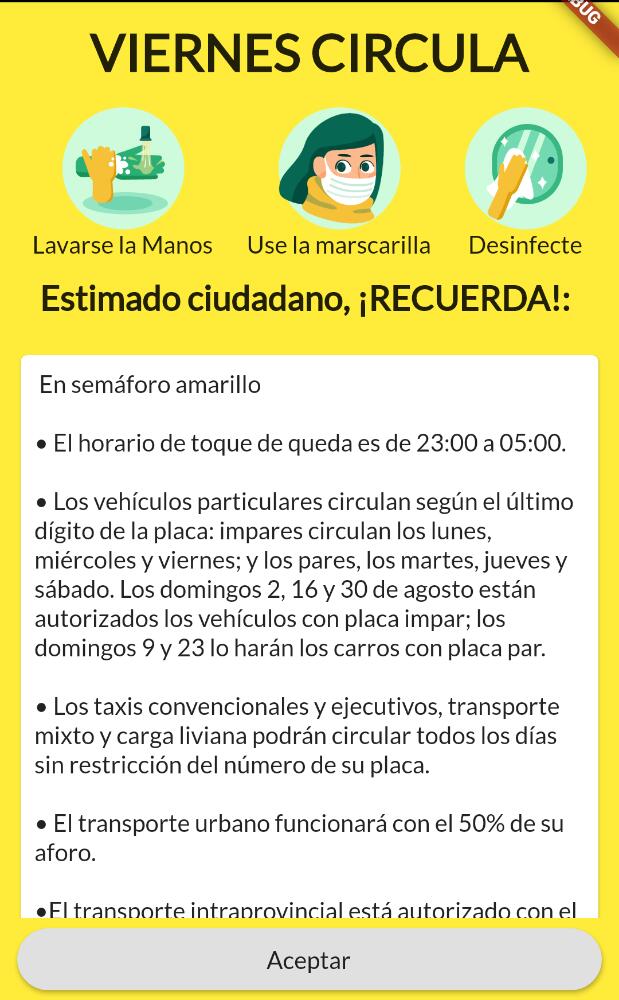 BUG
VIERNES CIRCULA
Lavarse la Manos
Use la marscarilla
Desinfecte
Estimado ciudadano, ¡RECUERDA!:
En semáforo amarillo
• El horario de toque de queda es de 23:00 a 05:00.
• Los vehículos particulares circulan según el último
dígito de la placa: impares circulan los lunes,
miércoles y viernes; y los pares, los martes, jueves y
sábado. Los domingos 2, 16 y 30 de agosto están
autorizados los vehículos con placa impar; los
domingos 9 y 23 lo harán los carros con placa par.
• Los taxis convencionales y ejecutivos, transporte
mixto y carga liviana podrán circular todos los días
sin restricción del número de su placa.
• El transporte urbano funcionará con el 50% de su
aforo.
•El transporte intraprovincial está autorizado con el
Aceptar